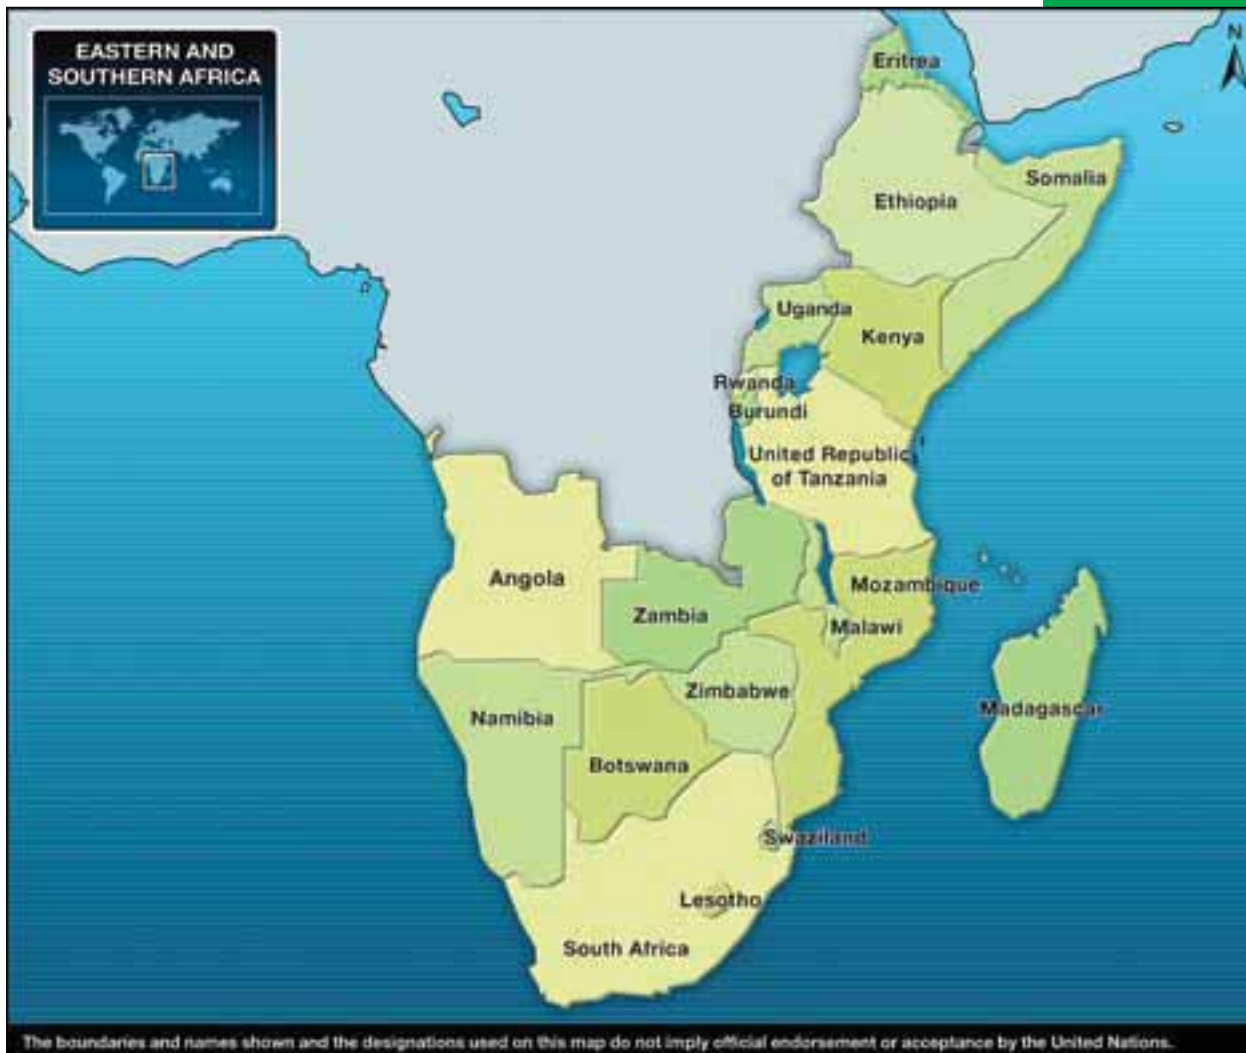 EASTERN AND
SOUTHERN AFRICA
N
Eritrea
Somalia
Ethiopia
Uganda
Kenya
Rwanda
Burundi
United Republic
of Tanzania
Angola
Mozambique
Zambia
Malawi
Zimbabwe
Namibia
Madagascar
Botswana
Swaziland
Lesotho
South Africa
The boundaries and names shown and the designations used on this map do not imply official endorsement or acceptance by the United Nations.